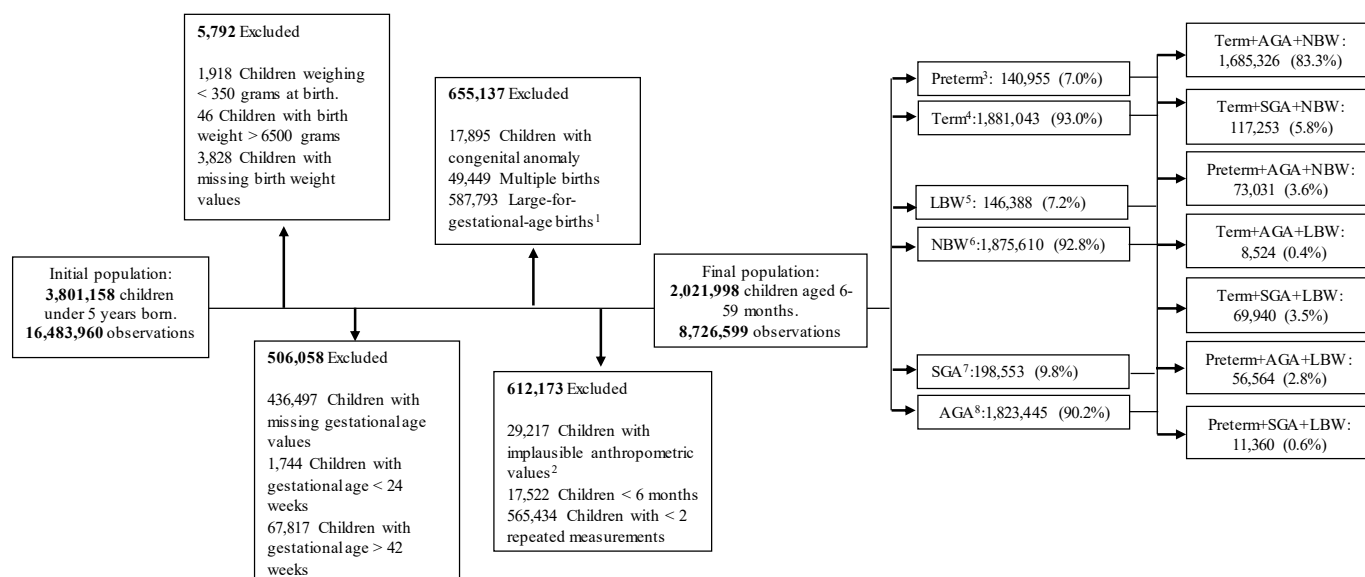 5,792 Excluded
1,918 Children weighing
< 350 grams at birth.
46 Children with birth
weight > 6500 grams
3,828 Children with
missing birth weight
values
655,137 Excluded
17,895 Children with
congenital anomaly
49,449 Multiple births
587,793 Large-for-
gestational-age births1
Initial population:
3,801,158 children
under 5 years born.
16,483,960 observations
506,058 Excluded
436,497 Children with
missing gestational age
values
1,744 Children with
gestational age < 24
weeks
67,817 Children with
gestational age > 42
weeks
612,173 Excluded
29,217 Children with
implausible anthropometric
values2
17,522 Children < 6 months
565,434 Children with < 2
repeated measurements
Final population:
2,021,998 children aged 6-
59 months.
8,726,599 observations
Preterm3: 140,955 (7.0%)
Term4:1,881,043 (93.0%)
LBW5: 146,388 (7.2%)
NBW6:1,875,610 (92.8%)
SGA7:198,553 (9.8%)
AGA8:1,823,445 (90.2%)
Term+AGA+NBW:
1,685,326 (83.3%)
Term+SGA+NBW:
117,253 (5.8%)
Preterm+AGA+NBW:
73,031 (3.6%)
Term+AGA+LBW:
8,524 (0.4%)
Term+SGA+LBW:
69,940 (3.5%)
Preterm+AGA+LBW:
56,564 (2.8%)
Preterm+SGA+LBW:
11,360 (0.6%)